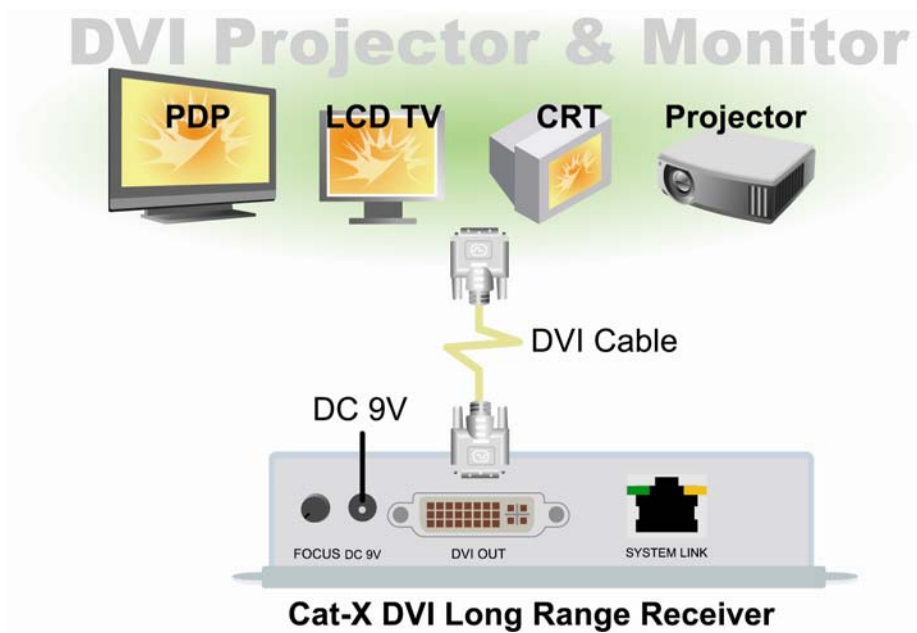 DVI Projector & Monitor
PDP
LCD TV
CRT
Projector
DVI Cable
DC 9V
FOCUS
DC 9V
DVI OUT
SYSTEM LINK
Cat-X DVI Long Range Receiver